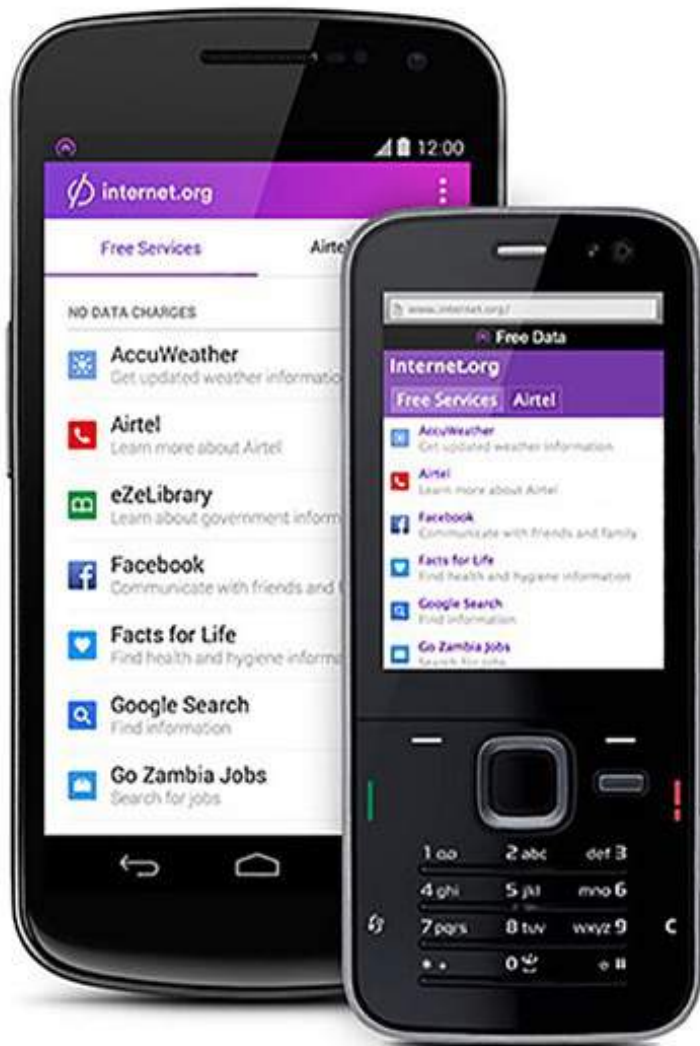 12:00
internet.org
Free Services
Airtel
NO DATA CHARGES
AccuWeather
Get updated weather informatio
Airtel
Learn more about Airtel
eZeLibrary
Learn about government inform
Facebook
Communicate with friends and f
Facts for Life
Find health and hygiene informa
Google Search
Find information
Go Zambia Jobs
Search for jobs
www.internet.org/
Free Data
Internet.org
Free Services Airtel
AccuWeather
Get updated weather information
Airtel
Learn more about Airtel
Facebook
Communicate with friends and family
Facts for Life
Find health and hygiene information
Google Search
Find information
Go Zambia Jobs
Search for jobs
1 2 abc def 3
4 ghi 5 jkl mno 6
7 pqrs 8 tuv wxyz 9 C
0 #